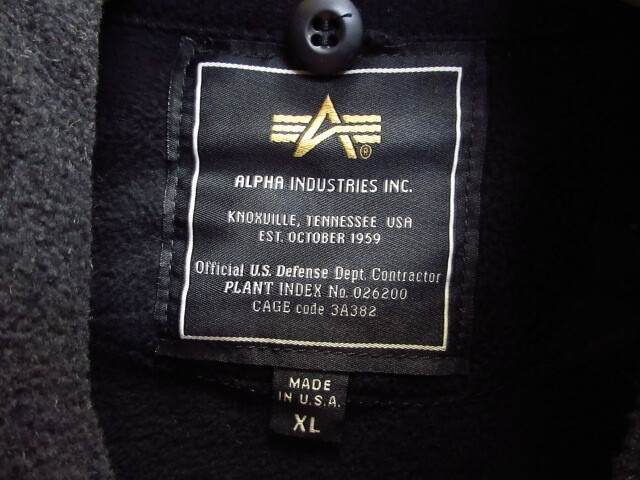 ®
ALPHA INDUSTRIES INC.
KNOXVILLE, TENNESSEE USA
EST. OCTOBER 1959
Official U.S. Defense Dept. Contractor
PLANT INDEX No. 026200
CAGE code 3A382
MADE
IN U.S.A.
XL